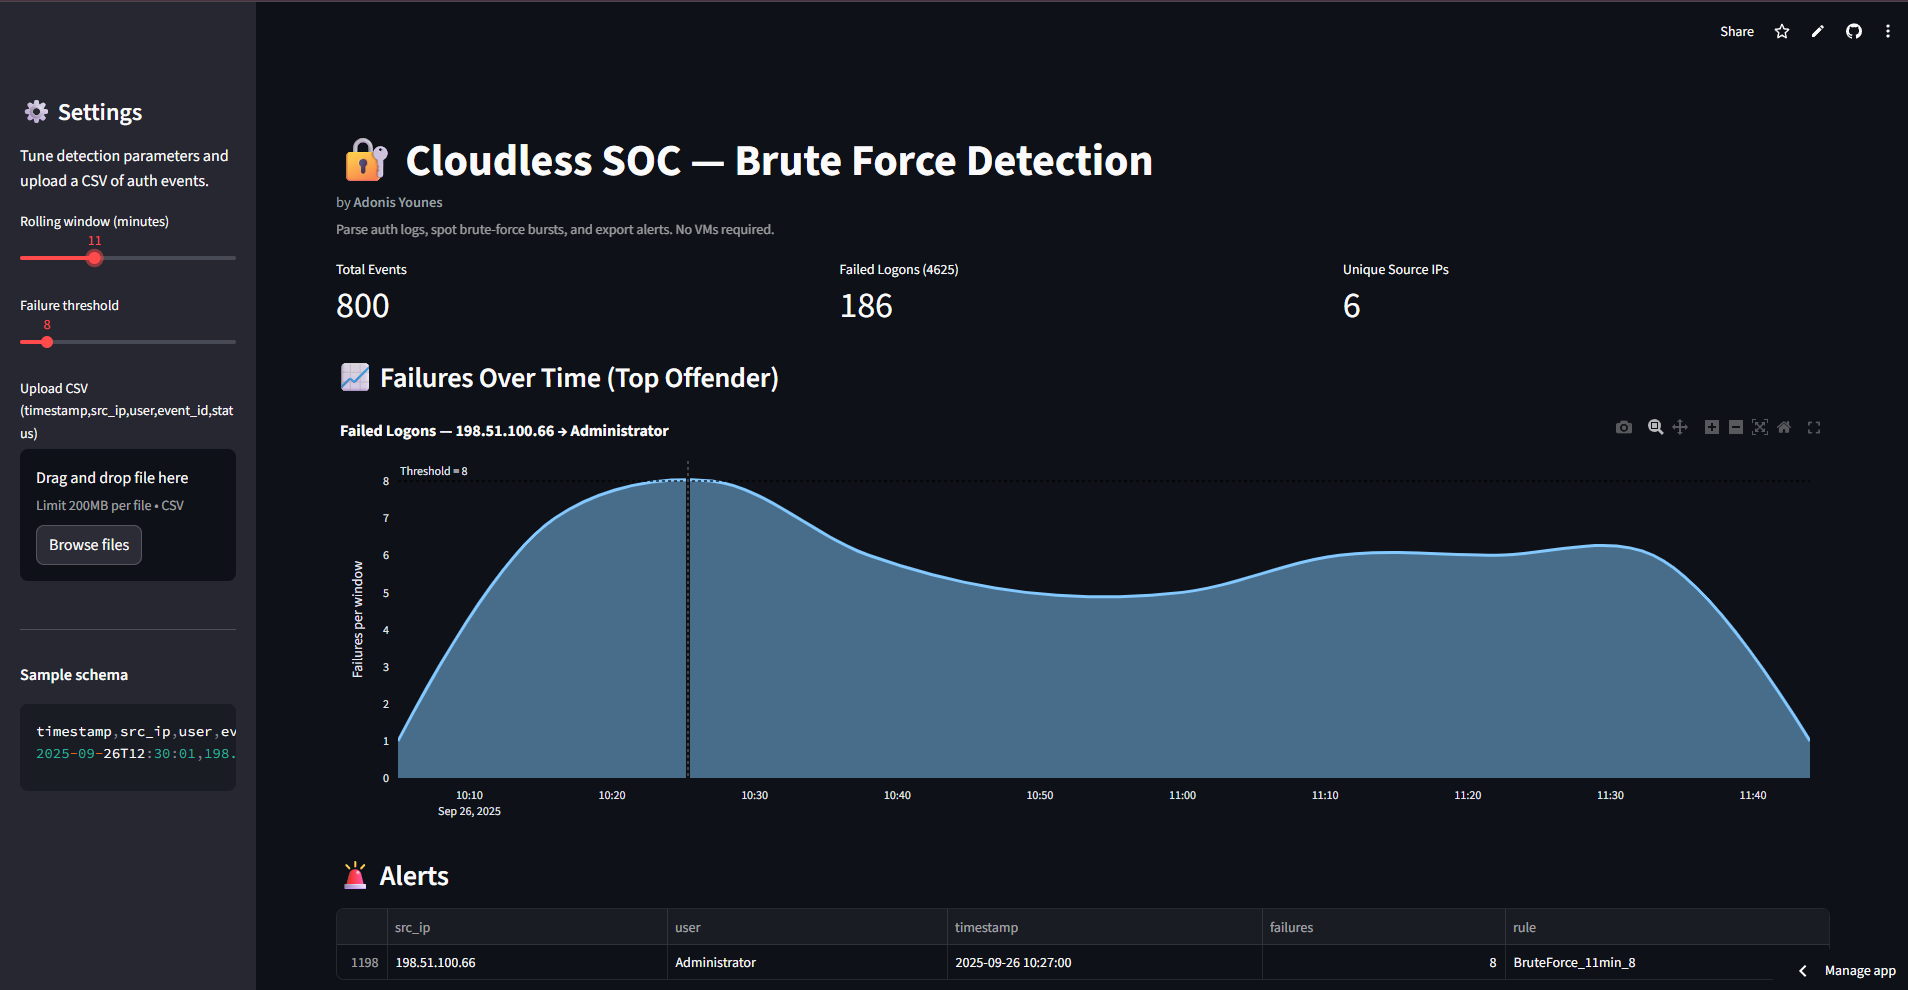 Share
Settings
Tune detection parameters and
upload a CSV of auth events.
Rolling window (minutes)
11
Failure threshold
8
Upload CSV
(timestamp,src_ip,user,event_id,stat
us)
Drag and drop file here
Limit 200MB per file • CSV
Browse files
Sample schema
timestamp,src_ip,user,ev
2025-09-26T12:30:01,198.
Cloudless SOC — Brute Force Detection
by Adonis Younes
Parse auth logs, spot brute-force bursts, and export alerts. No VMs required.
Total Events
800
Failed Logons (4625)
186
Unique Source IPs
6
Failures Over Time (Top Offender)
Failed Logons — 198.51.100.66 → Administrator
Threshold = 8
8
7
6
5
4
3
2
1
0
Failures per window
10:10 10:20 10:30 10:40 10:50 11:00 11:10 11:20 11:30 11:40
Sep 26, 2025
Alerts
src_ip user timestamp failures rule
1198 198.51.100.66 Administrator 2025-09-26 10:27:00 8 BruteForce_11min_8
Manage app